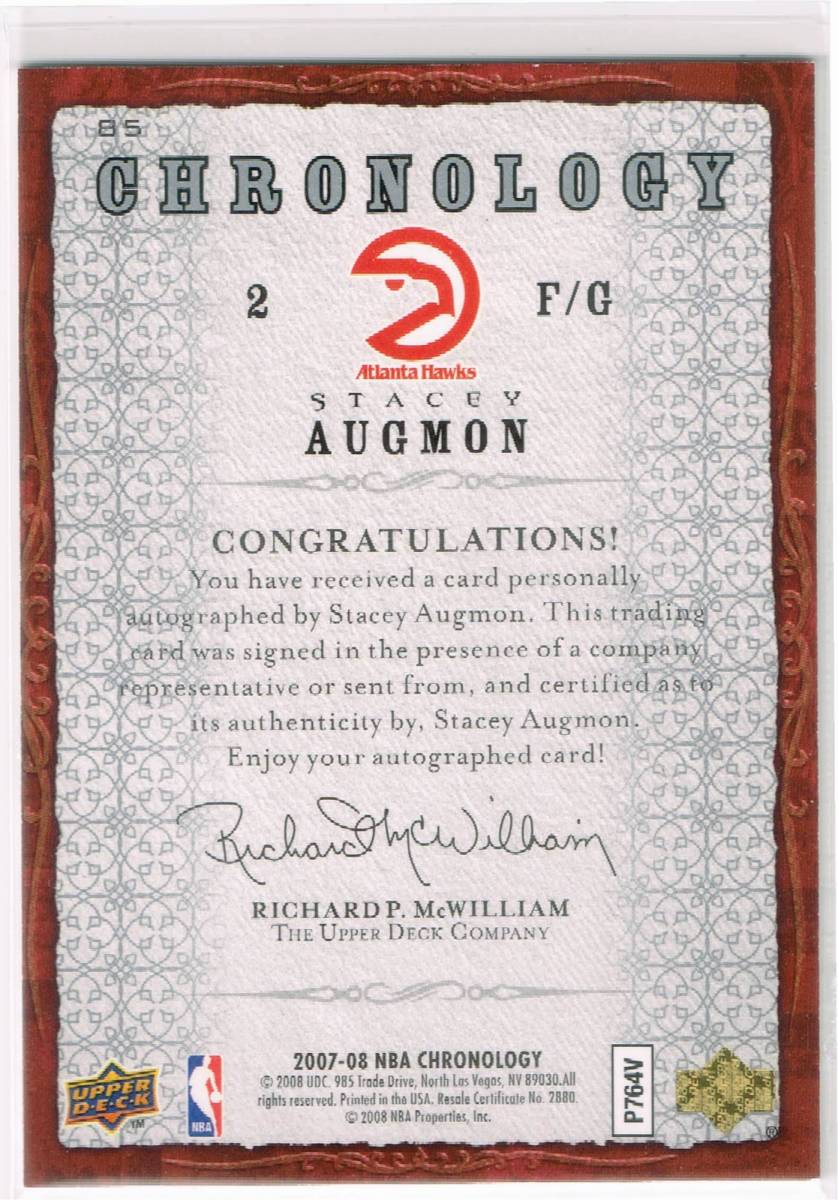 85
CHRONOLOGY
2
F/G
Atlanta Hawks
STACEY
AUGMON
CONGRATULATIONS!
You have received a card personally
autographed by Stacey Augmon. This trading
card was signed in the presence of a company
representative or sent from, and certified as to
its authenticity by, Stacey Augmon.
Enjoy your autographed card!
Richard McWilliam
RICHARD P. McWILLIAM
THE UPPER DECK COMPANY
2007-08 NBA CHRONOLOGY
© 2008 UDC. 985 Trade Drive, North Las Vegas, NV 89030.All
rights reserved. Printed in the USA. Resale Certificate No. 2880.
© 2008 NBA Properties, Inc.
UPPER
D·E·C·K
TM
NBA
P764V
®